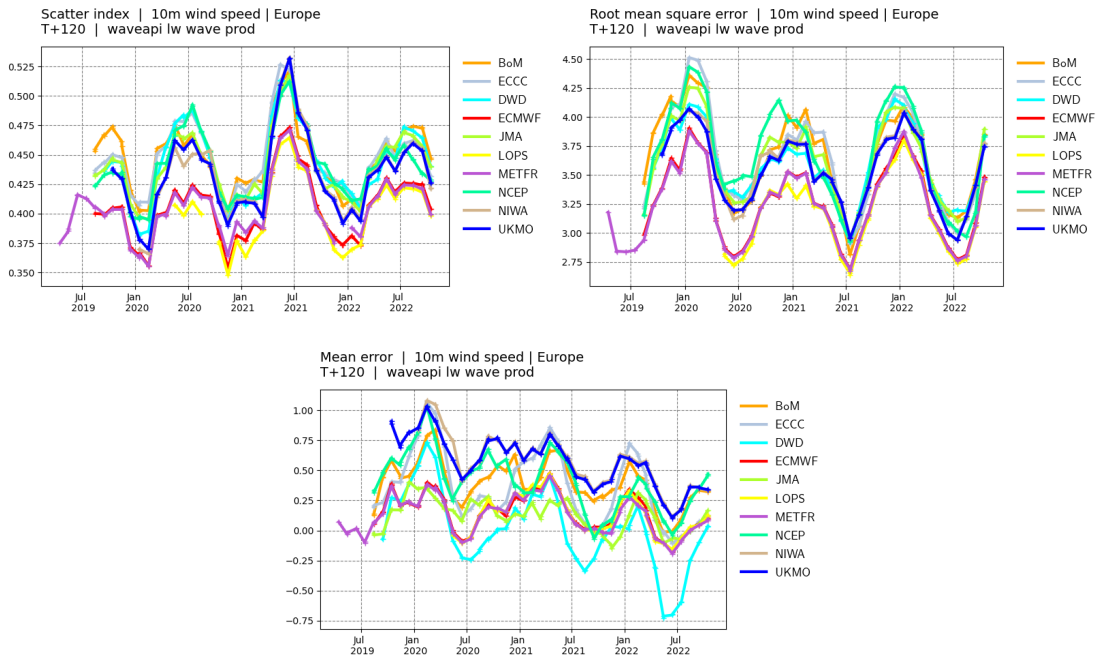 Scatter index | 10m wind speed | Europe
T+120 | waveapi lw wave prod
0.525
0.500
0.475
0.450
0.425
0.400
0.375
0.350
Jul 2019
Jan 2020
Jul 2020
Jan 2021
Jul 2021
Jan 2022
Jul 2022
BoM
ECCC
DWD
ECMWF
JMA
LOPS
METFR
NCEP
NIWA
UKMO
Root mean square error | 10m wind speed | Europe
T+120 | waveapi lw wave prod
4.50
4.25
4.00
3.75
3.50
3.25
3.00
2.75
Jul 2019
Jan 2020
Jul 2020
Jan 2021
Jul 2021
Jan 2022
Jul 2022
BoM
ECCC
DWD
ECMWF
JMA
LOPS
METFR
NCEP
NIWA
UKMO
Mean error | 10m wind speed | Europe
T+120 | waveapi lw wave prod
1.00
0.75
0.50
0.25
0.00
−0.25
−0.50
−0.75
Jul 2019
Jan 2020
Jul 2020
Jan 2021
Jul 2021
Jan 2022
Jul 2022
BoM
ECCC
DWD
ECMWF
JMA
LOPS
METFR
NCEP
NIWA
UKMO